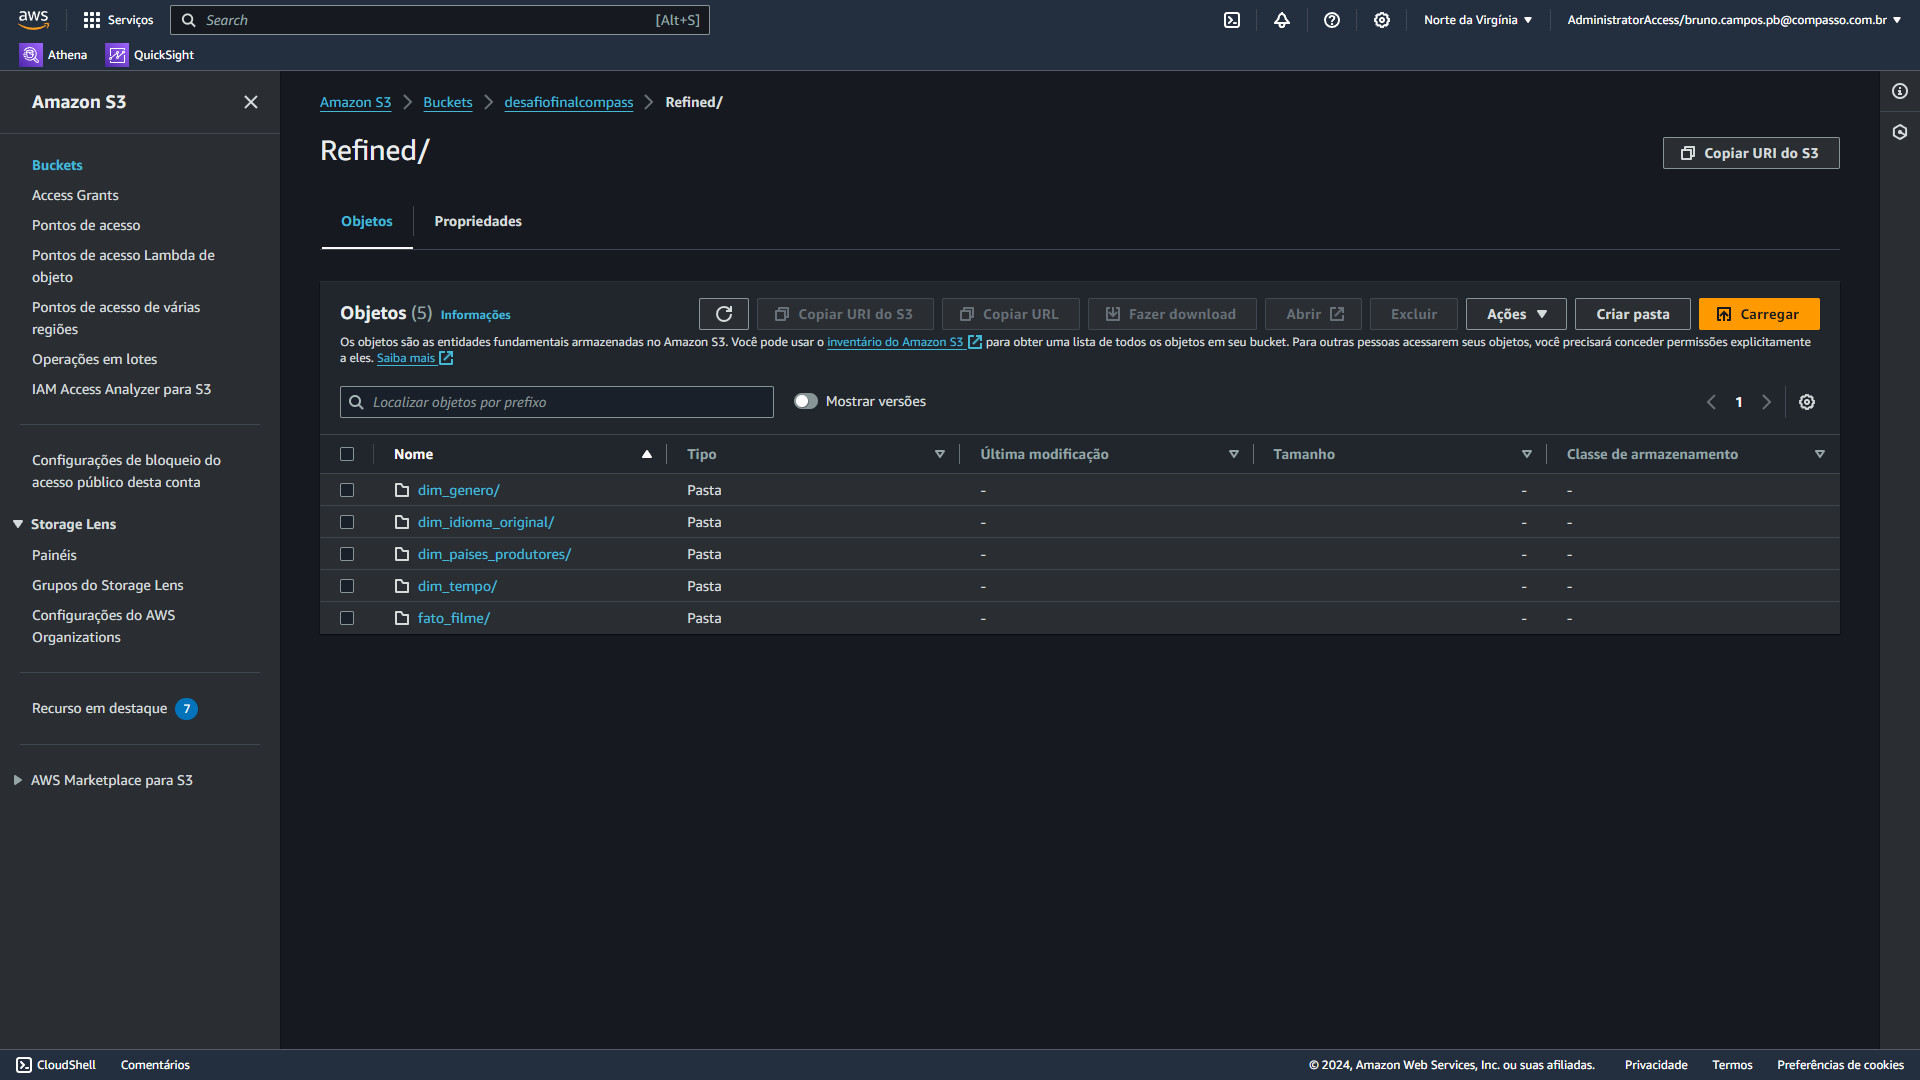 aws
Serviços
Search
[Alt+S]
Norte da Virgínia
AdministratorAccess/bruno.campos.pb@compasso.com.br
Athena
QuickSight
Amazon S3
Buckets
Access Grants
Pontos de acesso
Pontos de acesso Lambda de
objeto
Pontos de acesso de várias
regiões
Operações em lotes
IAM Access Analyzer para S3
Configurações de bloqueio do
acesso público desta conta
Storage Lens
Painéis
Grupos do Storage Lens
Configurações do AWS
Organizations
Recurso em destaque 7
AWS Marketplace para S3
Amazon S3 Buckets desafiofinalcompass Refined/
Refined/
Copiar URI do S3
Objetos
Propriedades
Objetos (5) Informações
Copiar URI do S3
Copiar URL
Fazer download
Abrir
Excluir
Ações
Criar pasta
Carregar
Os objetos são as entidades fundamentais armazenadas no Amazon S3. Você pode usar o inventário do Amazon S3 para obter uma lista de todos os objetos em seu bucket. Para outras pessoas acessarem seus objetos, você precisará conceder permissões explicitamente
a eles. Saiba mais
Localizar objetos por prefixo
Mostrar versões
1
Nome Tipo Última modificação Tamanho Classe de armazenamento
dim_genero/ Pasta - - -
dim_idioma_original/ Pasta - - -
dim_paises_produtores/ Pasta - - -
dim_tempo/ Pasta - - -
fato_filme/ Pasta - - -
CloudShell
Comentários
© 2024, Amazon Web Services, Inc. ou suas afiliadas.
Privacidade
Termos
Preferências de cookies